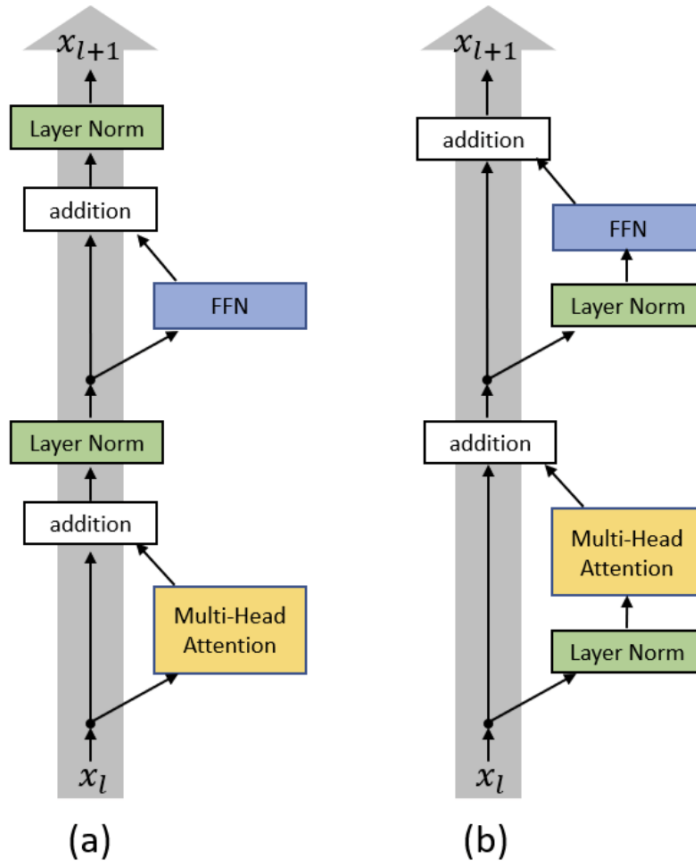 x_{l+1}
Layer Norm
addition
FFN
Layer Norm
addition
Multi-Head
Attention
x_l
(a)
x_{l+1}
addition
FFN
Layer Norm
addition
Multi-Head
Attention
Layer Norm
x_l
(b)